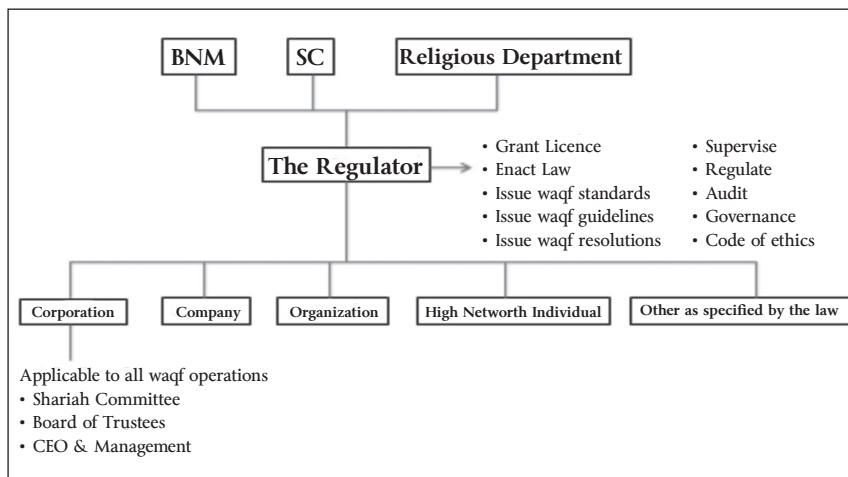 BNM
SC
Religious Department
The Regulator
• Grant Licence
• Enact Law
• Issue waqf standards
• Issue waqf guidelines
• Issue waqf resolutions
• Supervise
• Regulate
• Audit
• Governance
• Code of ethics
Corporation
Company
Organization
High Networth Individual
Other as specified by the law
Applicable to all waqf operations
• Shariah Committee
• Board of Trustees
• CEO & Management